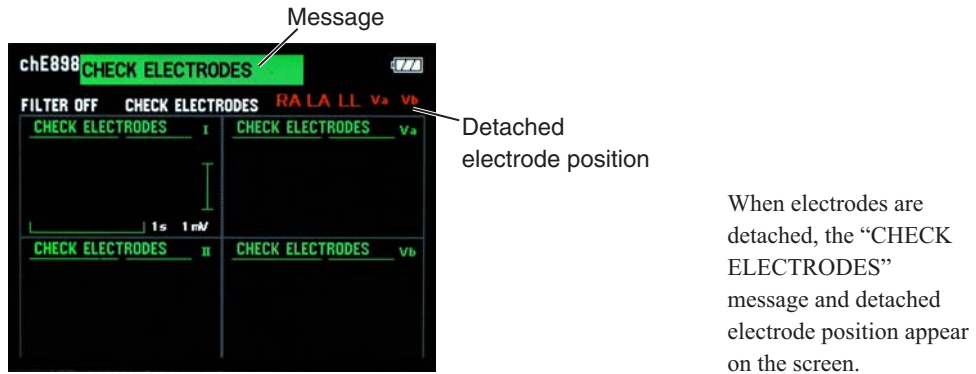 Message
chE898 CHECK ELECTRODES
FILTER OFF CHECK ELECTRODES RA LA LL Va Vb
Detached
electrode position
CHECK ELECTRODES I
CHECK ELECTRODES Va
1s 1mV
CHECK ELECTRODES II
CHECK ELECTRODES Vb
When electrodes are
detached, the “CHECK
ELECTRODES”
message and detached
electrode position appear
on the screen.